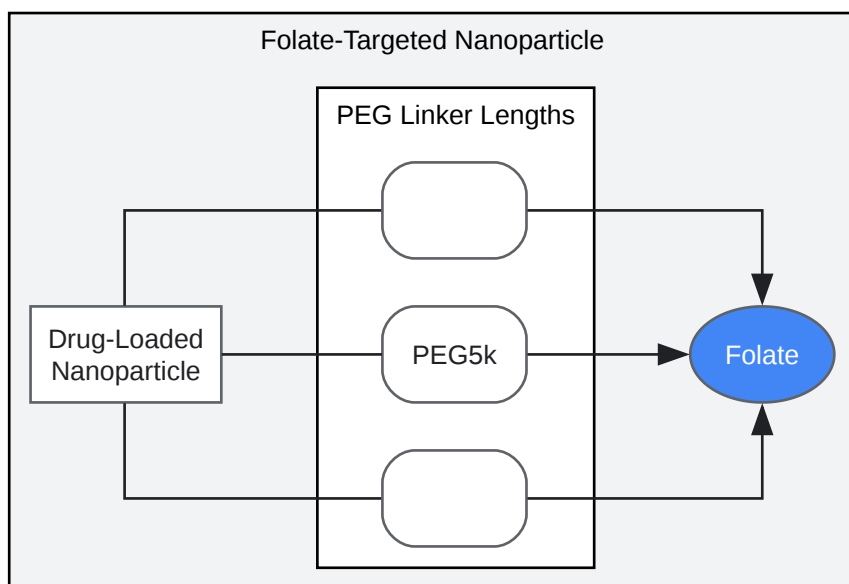 Folate-Targeted Nanoparticle
PEG Linker Lengths
Drug-Loaded
Nanoparticle
PEG5k
Folate